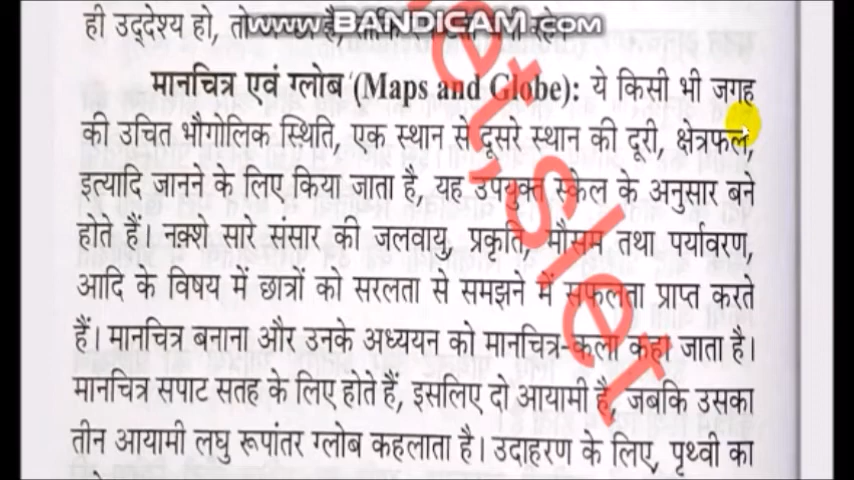 www.BANDICAM.com
ही उद्देश्य हो,
मानचित्र एवं ग्लोब (Maps and Globe): ये किसी भी जगह
की उचित भौगोलिक स्थिति, एक स्थान से दूसरे स्थान की दूरी, क्षेत्रफल,
इत्यादि जानने के लिए किया जाता है, यह उपयुक्त स्केल के अनुसार बने
होते हैं। नक़्शे सारे संसार की जलवायु, प्रकृति, मौसम तथा पर्यावरण,
आदि के विषय में छात्रों को सरलता से समझने में सफलता प्राप्त करते
हैं। मानचित्र बनाना और उनके अध्ययन को मानचित्र-कला कहा जाता है।
मानचित्र सपाट सतह के लिए होते हैं, इसलिए दो आयामी है, जबकि उसका
तीन आयामी लघु रूपांतर ग्लोब कहलाता है। उदाहरण के लिए, पृथ्वी का
et,Slet